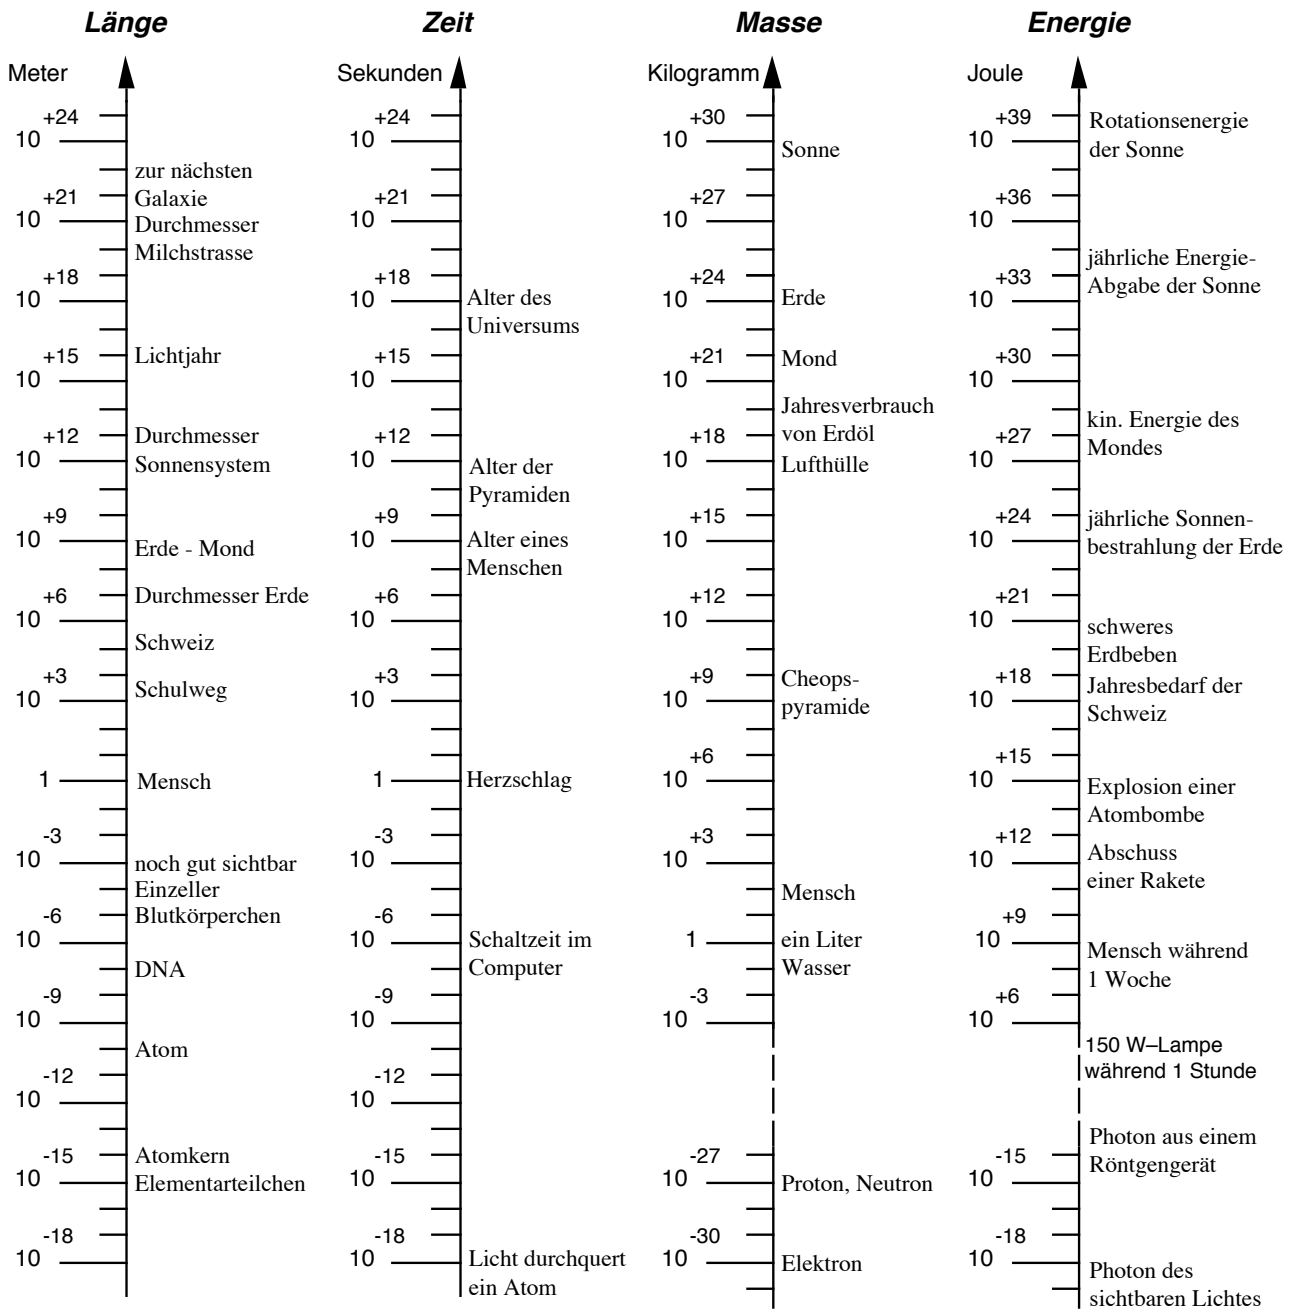 Länge
Meter
10 +24
zur nächsten
Galaxie
10 +21
Durchmesser
Milchstrasse
10 +18
Lichtjahr
10 +15
Durchmesser
Sonnensystem
10 +12
10 +9
Erde - Mond
Durchmesser Erde
10 +6
Schweiz
10 +3
Schulweg
1
Mensch
10 -3
noch gut sichtbar
Einzeller
Blutkörperchen
10 -6
DNA
10 -9
Atom
10 -12
Atomkern
10 -15
Elementarteilchen
10 -18
Zeit
Sekunden
10 +24
10 +21
10 +18
Alter des
Universums
10 +15
10 +12
Alter der
Pyramiden
10 +9
Alter eines
Menschen
10 +6
10 +3
1
Herzschlag
10 -3
10 -6
Schaltzeit im
Computer
10 -9
10 -12
10 -15
10 -18
Licht durchquert
ein Atom
Masse
Kilogramm
10 +30
Sonne
10 +27
10 +24
Erde
10 +21
Mond
Jahresverbrauch
von Erdöl
10 +18
Lufthülle
10 +15
10 +12
10 +9
Cheops-
pyramide
10 +6
10 +3
Mensch
1
ein Liter
Wasser
10 -3
10 -27
Proton, Neutron
10 -30
Elektron
Energie
Joule
10 +39
Rotationsenergie
der Sonne
10 +36
jährliche Energie-
Abgabe der Sonne
10 +33
10 +30
kin. Energie des
Mondes
10 +27
10 +24
jährliche Sonnen-
bestrahlung der Erde
10 +21
schweres
Erdbeben
10 +18
Jahresbedarf der
Schweiz
10 +15
Explosion einer
Atombombe
10 +12
Abschuss
einer Rakete
10 +9
Mensch während
1 Woche
10 +6
150 W–Lampe
während 1 Stunde
Photon aus einem
Röntgengerät
10 -15
10 -18
Photon des
sichtbaren Lichtes